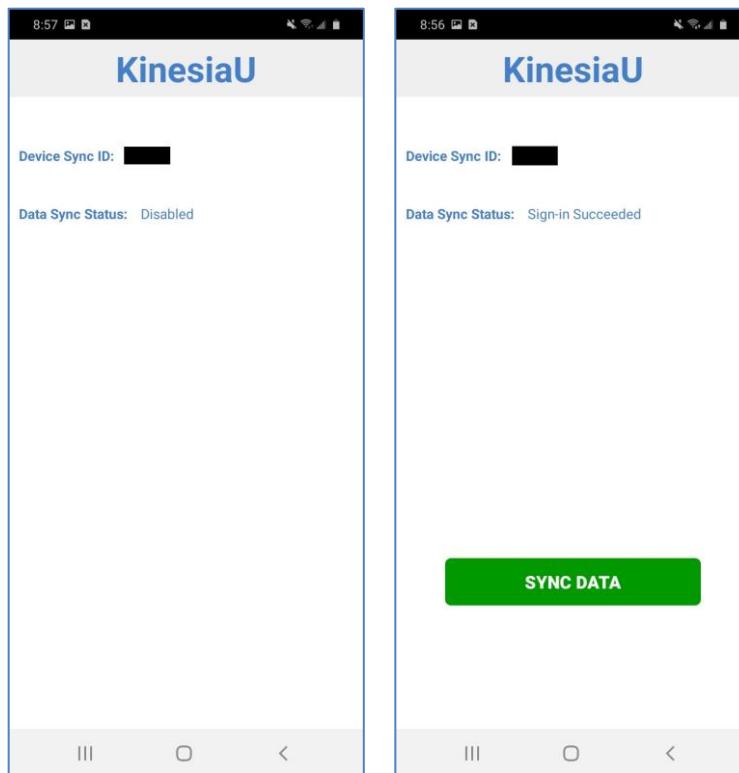 8:57
KinesiaU
Device Sync ID:
Data Sync Status: Disabled
8:56
KinesiaU
Device Sync ID:
Data Sync Status: Sign-in Succeeded
SYNC DATA